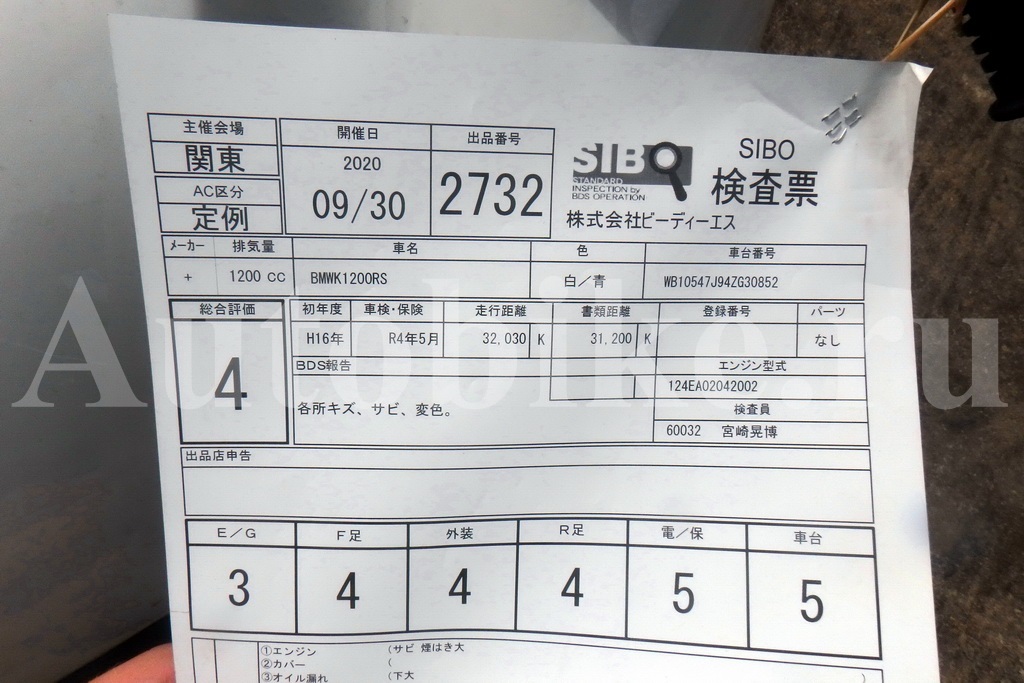 主催会場
関東
AC区分
定例
開催日
2020
09/30
出品番号
2732
SIBO
STANDARD
INSPECTION by
BDS OPERATION
SIBO
検査票
株式会社ビーディーエス
メーカー 排気量 車名 色 車台番号
+ 1200 CC BMWK1200RS 白/青 WB10547J94ZG30852
総合評価
4
初年度 車検・保険 走行距離 書類距離 登録番号 パーツ
H16年 R4年5月 32,030 K 31,200 K なし
BDS報告
各所キズ、サビ、変色。
エンジン型式
124EA02042002
検査員
60032 宮崎晃博
出品店申告
E/G F足 外装 R足 電/保 車台
3 4 4 4 5 5
①エンジン (サビ 煙はき大
②カバー (
③オイル漏れ (下大 )
Autobike.ru